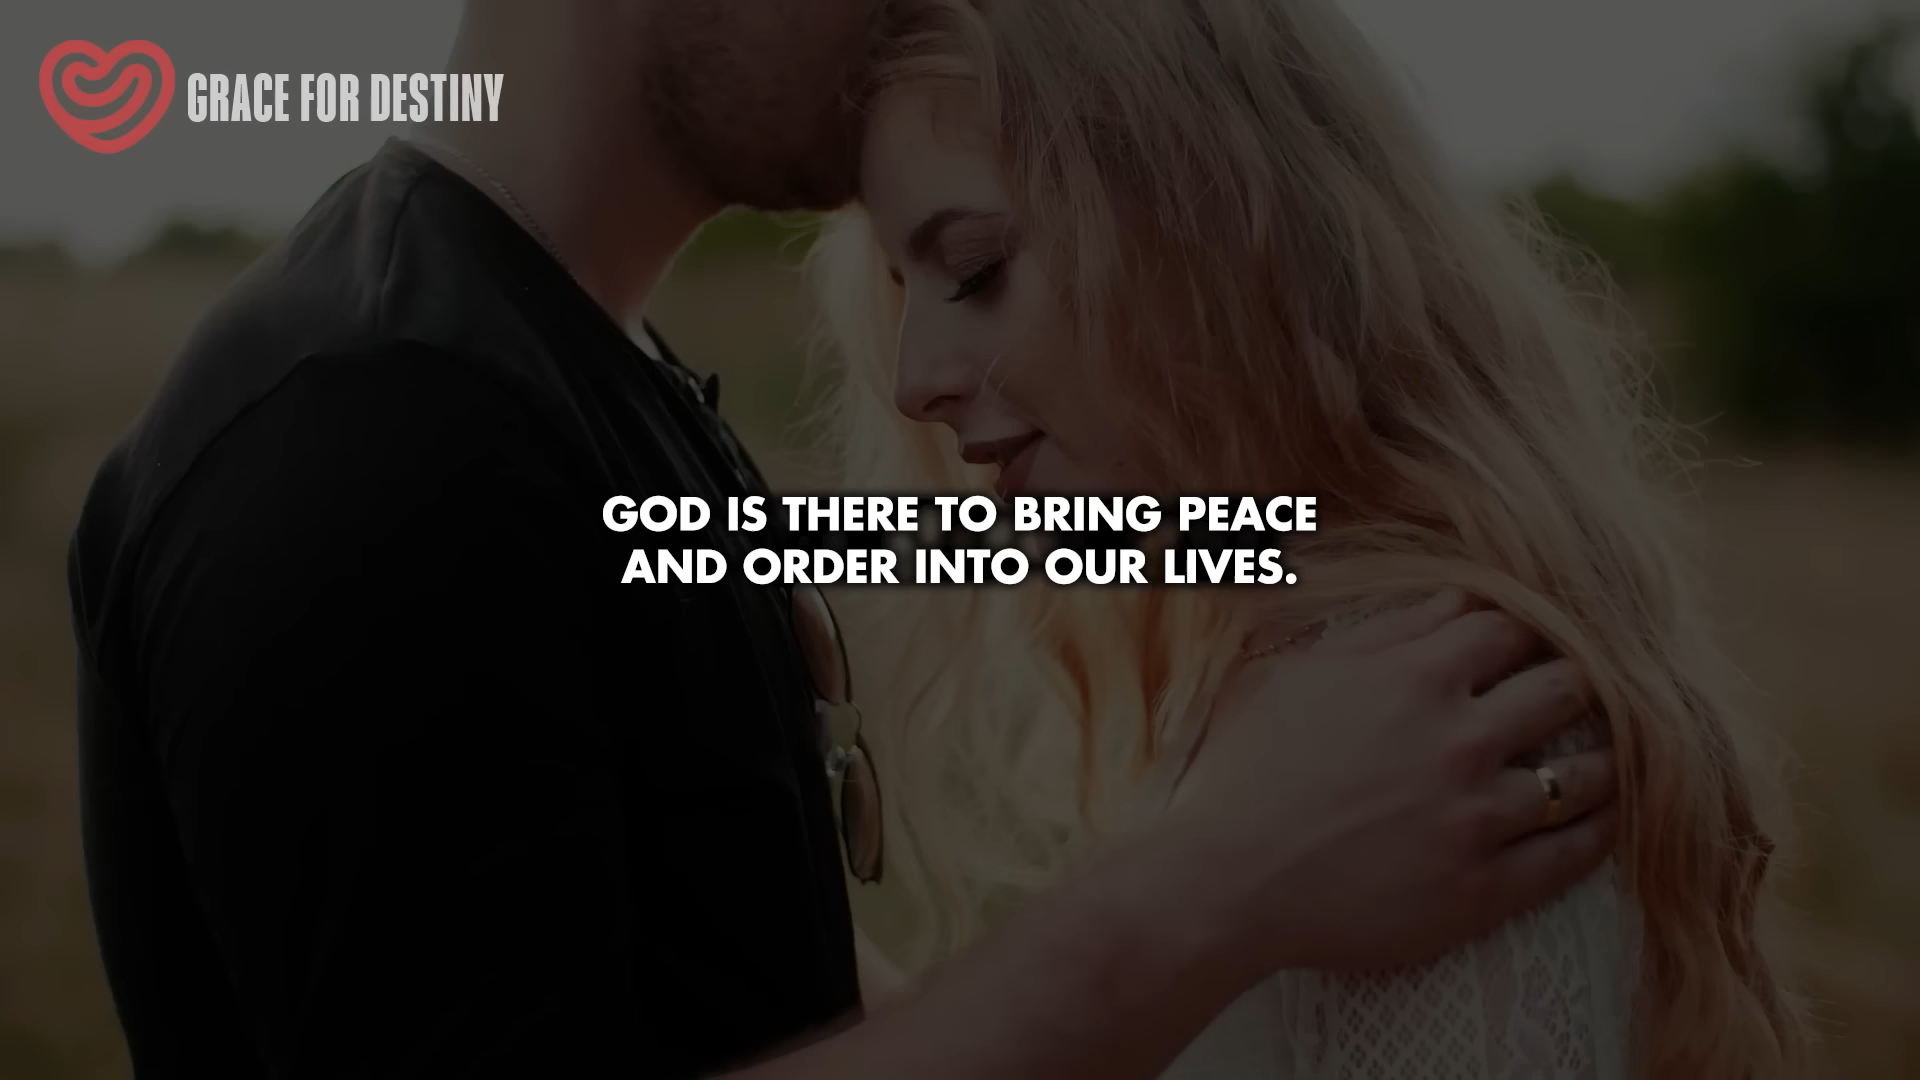 GRACE FOR DESTINY
GOD IS THERE TO BRING PEACE
AND ORDER INTO OUR LIVES.